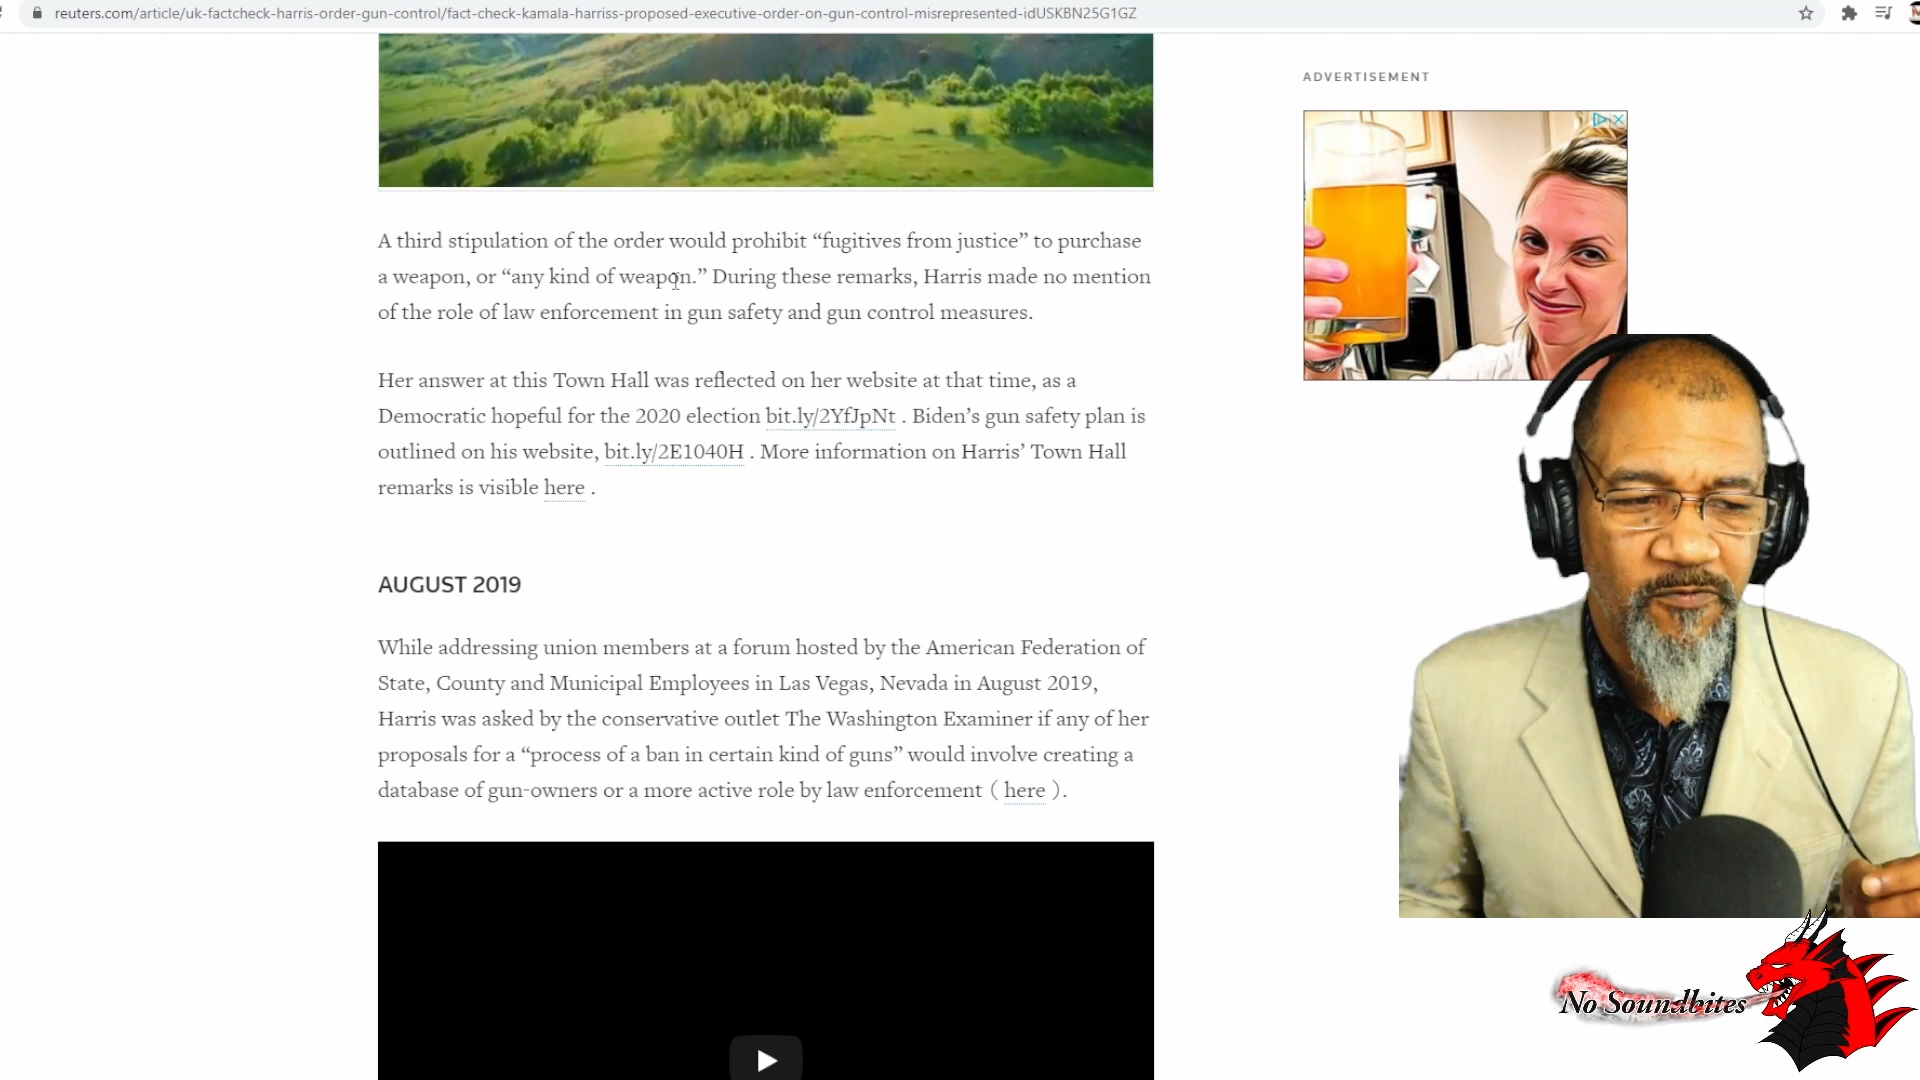 reuters.com/article/uk-factcheck-harris-order-gun-control/fact-check-kamala-harriss-proposed-executive-order-on-gun-control-misrepresented-idUSKBN25G1GZ
ADVERTISEMENT
A third stipulation of the order would prohibit “fugitives from justice” to purchase
a weapon, or “any kind of weapon.” During these remarks, Harris made no mention
of the role of law enforcement in gun safety and gun control measures.
Her answer at this Town Hall was reflected on her website at that time, as a
Democratic hopeful for the 2020 election bit.ly/2YfJpNt . Biden’s gun safety plan is
outlined on his website, bit.ly/2E1040H . More information on Harris’ Town Hall
remarks is visible here .
AUGUST 2019
While addressing union members at a forum hosted by the American Federation of
State, County and Municipal Employees in Las Vegas, Nevada in August 2019,
Harris was asked by the conservative outlet The Washington Examiner if any of her
proposals for a “process of a ban in certain kind of guns” would involve creating a
database of gun-owners or a more active role by law enforcement ( here ).
No Soundbites